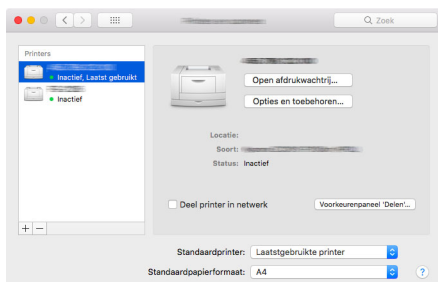 Zoek
Printers
Inactief, Laatst gebruikt
Inactief
Open afdrukwachtrij...
Opties en toebehoren...
Locatie:
Soort:
Status: Inactief
Deel printer in netwerk
Voorkeurenpaneel 'Delen'...
+ −
Standaardprinter: Laatstgebruikte printer
Standaardpapierformaat: A4
?